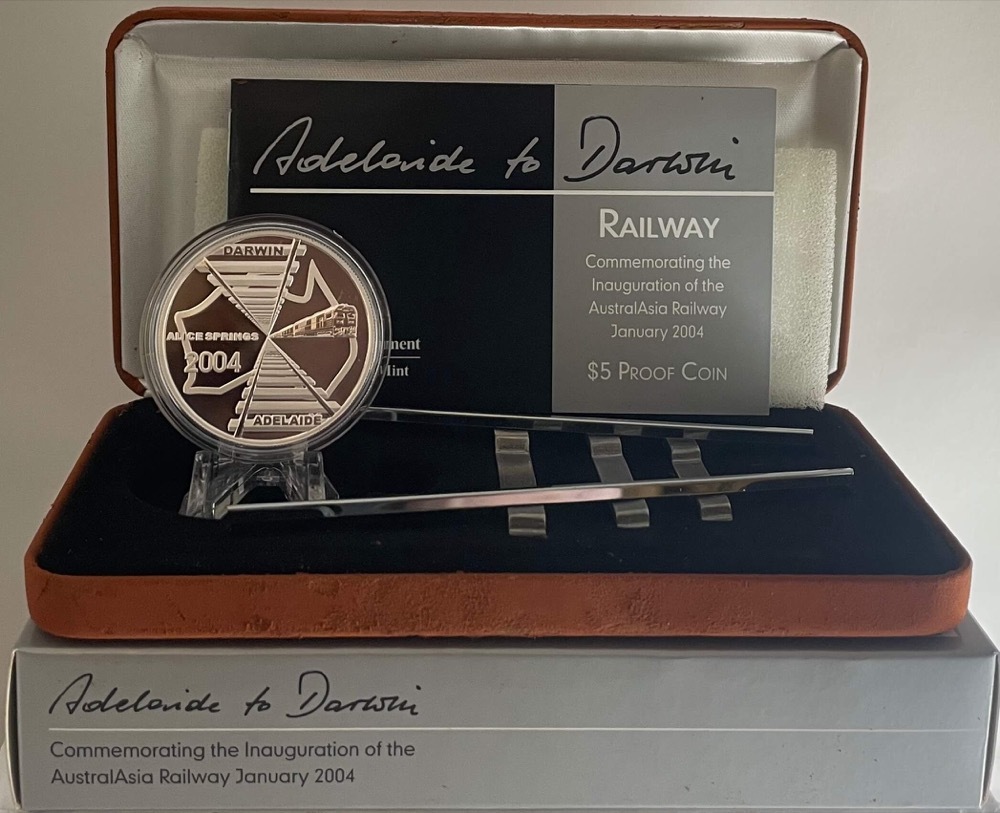 Adelaide to Darwin
RAILWAY
Commemorating the
Inauguration of the
AustralAsia Railway
January 2004
$5 PROOF COIN
DARWIN
ALICE SPRINGS
2004
ADELAIDE
Adelaide to Darwin
Commemorating the Inauguration of the
AustralAsia Railway January 2004